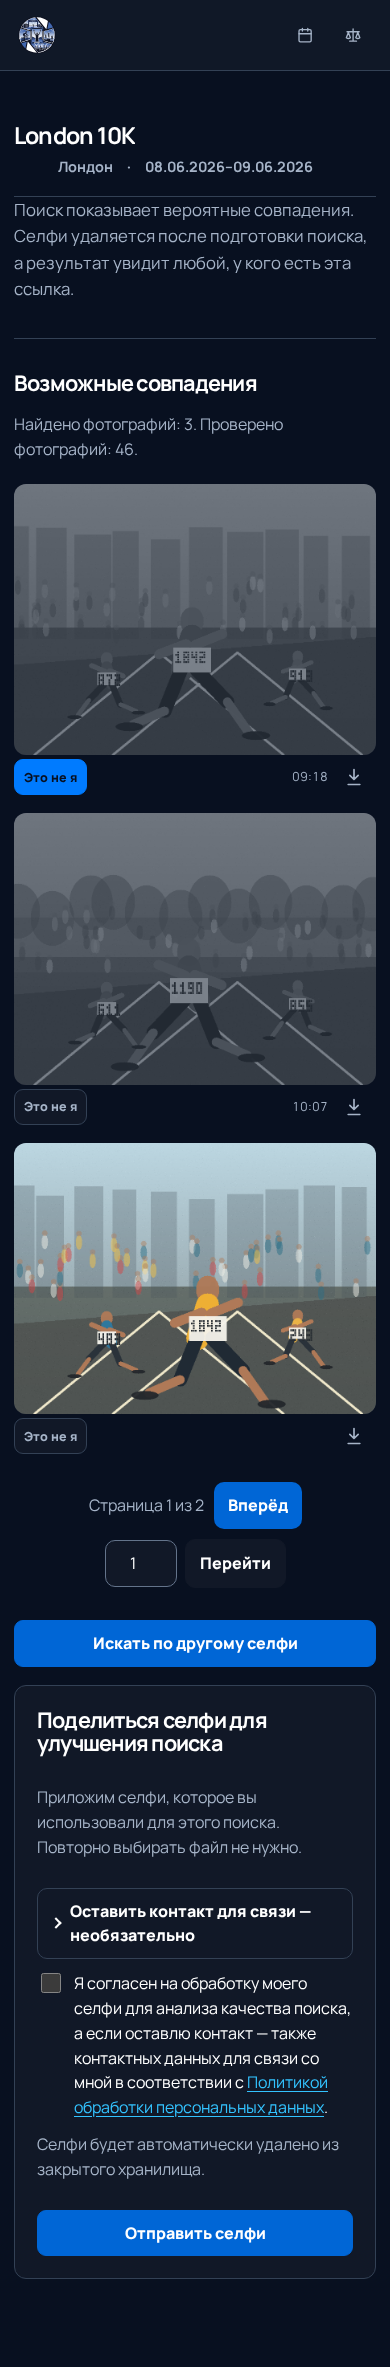 London 10K
Лондон · 08.06.2026–09.06.2026
Поиск показывает вероятные совпадения.
Селфи удаляется после подготовки поиска,
а результат увидит любой, у кого есть эта
ссылка.
Возможные совпадения
Найдено фотографий: 3. Проверено
фотографий: 46.
1842
Это не я 09:18
1190
Это не я 10:07
1842
Это не я
Страница 1 из 2 Вперёд
1 Перейти
Искать по другому селфи
Поделиться селфи для
улучшения поиска
Приложим селфи, которое вы
использовали для этого поиска.
Повторно выбирать файл не нужно.
Оставить контакт для связи —
необязательно
Я согласен на обработку моего
селфи для анализа качества поиска,
а если оставлю контакт — также
контактных данных для связи со
мной в соответствии с Политикой
обработки персональных данных.
Селфи будет автоматически удалено из
закрытого хранилища.
Отправить селфи